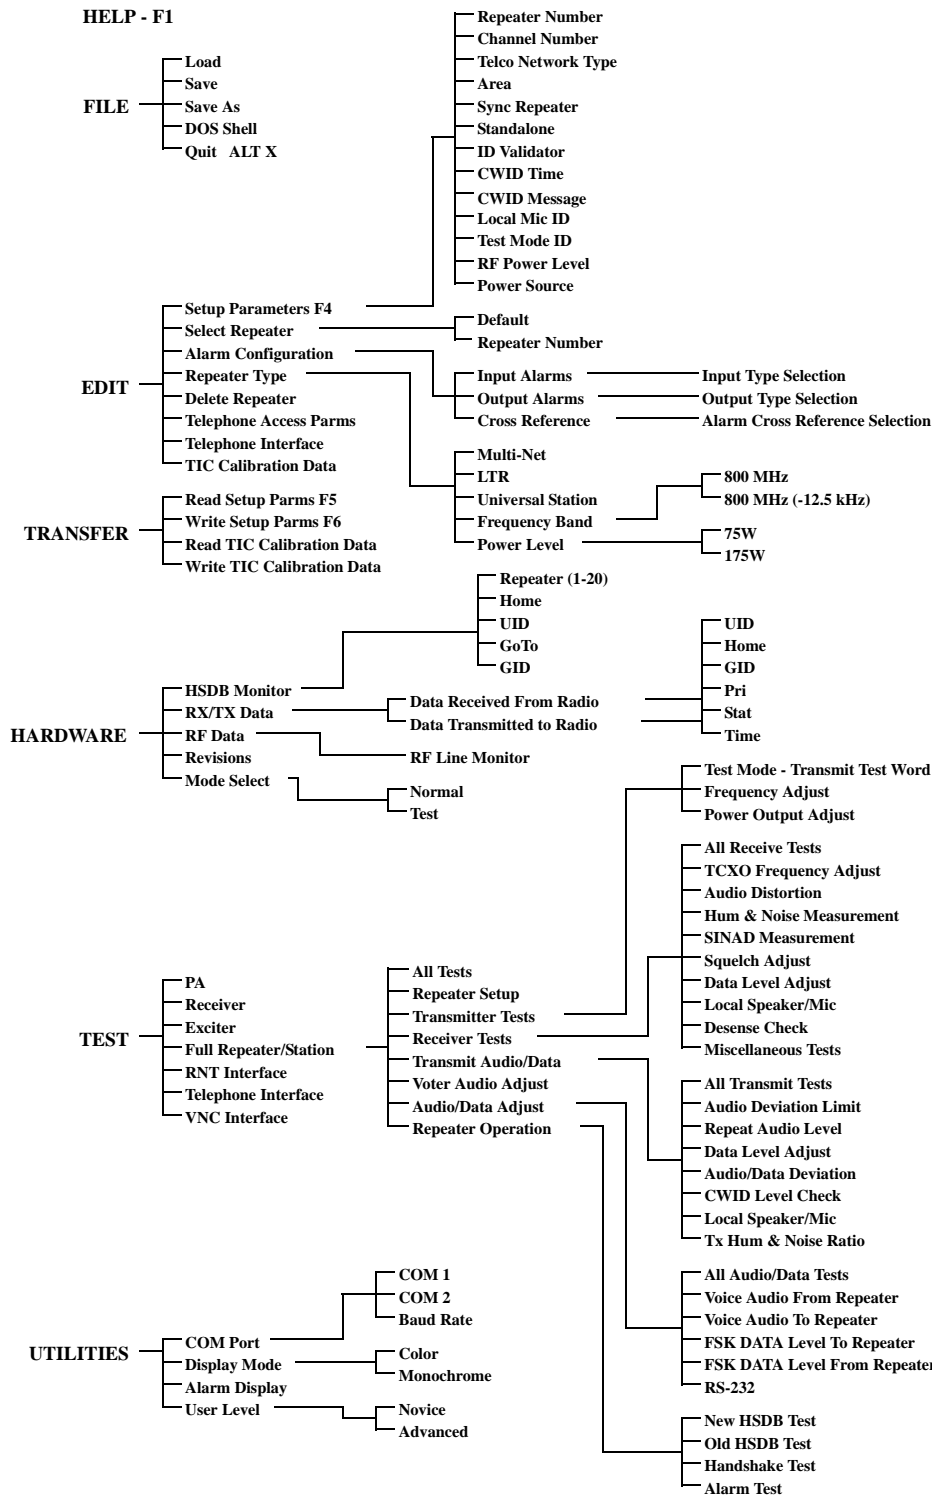 HELP - F1
FILE
Load
Save
Save As
DOS Shell
Quit ALT X
EDIT
Setup Parameters F4
Repeater Number
Channel Number
Telco Network Type
Area
Sync Repeater
Standalone
ID Validator
CWID Time
CWID Message
Local Mic ID
Test Mode ID
RF Power Level
Power Source
Select Repeater
Default
Repeater Number
Alarm Configuration
Input Alarms
Input Type Selection
Output Alarms
Output Type Selection
Cross Reference
Alarm Cross Reference Selection
Repeater Type
Multi-Net
LTR
Universal Station
Frequency Band
800 MHz
800 MHz (-12.5 kHz)
Power Level
75W
175W
Delete Repeater
Telephone Access Parms
Telephone Interface
TIC Calibration Data
TRANSFER
Read Setup Parms F5
Write Setup Parms F6
Read TIC Calibration Data
Write TIC Calibration Data
HARDWARE
HSDB Monitor
Repeater (1-20)
Home
UID
GoTo
GID
RX/TX Data
Data Received From Radio
Data Transmitted to Radio
UID
Home
GID
Pri
Stat
Time
RF Data
RF Line Monitor
Revisions
Mode Select
Normal
Test
TEST
PA
Receiver
Exciter
Full Repeater/Station
All Tests
Repeater Setup
Transmitter Tests
Test Mode - Transmit Test Word
Frequency Adjust
Power Output Adjust
Receiver Tests
All Receive Tests
TCXO Frequency Adjust
Audio Distortion
Hum & Noise Measurement
SINAD Measurement
Squelch Adjust
Data Level Adjust
Local Speaker/Mic
Desense Check
Miscellaneous Tests
Transmit Audio/Data
All Transmit Tests
Audio Deviation Limit
Repeat Audio Level
Data Level Adjust
Audio/Data Deviation
CWID Level Check
Local Speaker/Mic
Tx Hum & Noise Ratio
Voter Audio Adjust
Audio/Data Adjust
All Audio/Data Tests
Voice Audio From Repeater
Voice Audio To Repeater
FSK DATA Level To Repeater
FSK DATA Level From Repeater
RS-232
Repeater Operation
New HSDB Test
Old HSDB Test
Handshake Test
Alarm Test
RNT Interface
Telephone Interface
VNC Interface
UTILITIES
COM Port
COM 1
COM 2
Baud Rate
Display Mode
Color
Monochrome
Alarm Display
User Level
Novice
Advanced